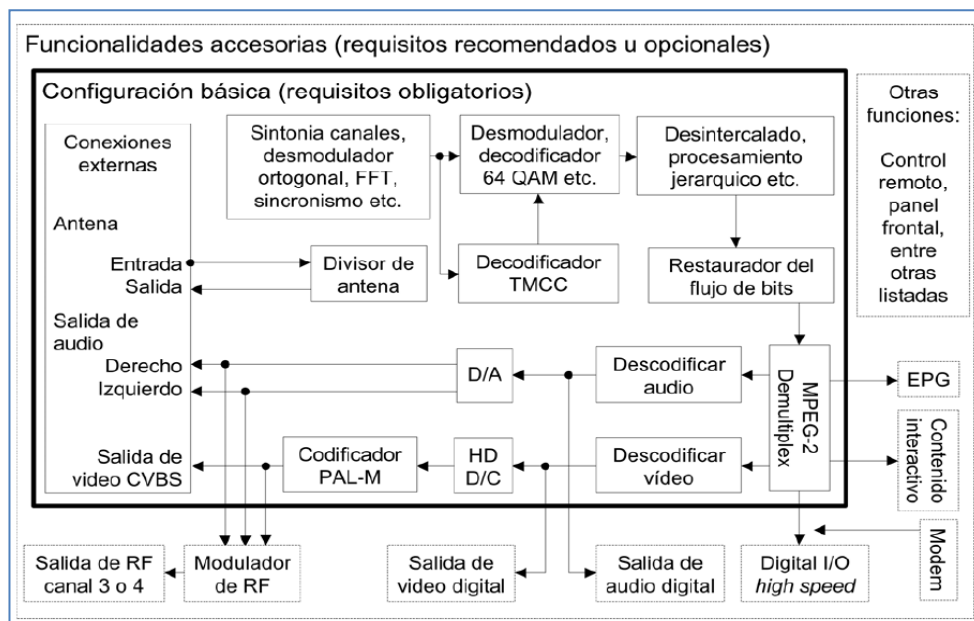 Funcionalidades accesorias (requisitos recomendados u opcionales)
Configuración básica (requisitos obligatorios)
Conexiones
externas
Antena
Entrada
Salida
Salida de
audio
Derecho
Izquierdo
Salida de
video CVBS
Sintonia canales,
desmodulador
ortogonal, FFT,
sincronismo etc.
Desmodulador,
decodificador
64 QAM etc.
Desintercalado,
procesamiento
jerarquico etc.
Divisor de
antena
Decodificador
TMCC
Restaurador del
flujo de bits
D/A
Descodificar
audio
MPEG-2
Demultiplex
Codificador
PAL-M
HD
D/C
Descodificar
vídeo
Otras
funciones:
Control
remoto,
panel
frontal,
entre
otras
listadas
EPG
Contenido
interactivo
Modem
Salida de RF
canal 3 o 4
Modulador
de RF
Salida de
video digital
Salida de
audio digital
Digital I/O
high speed